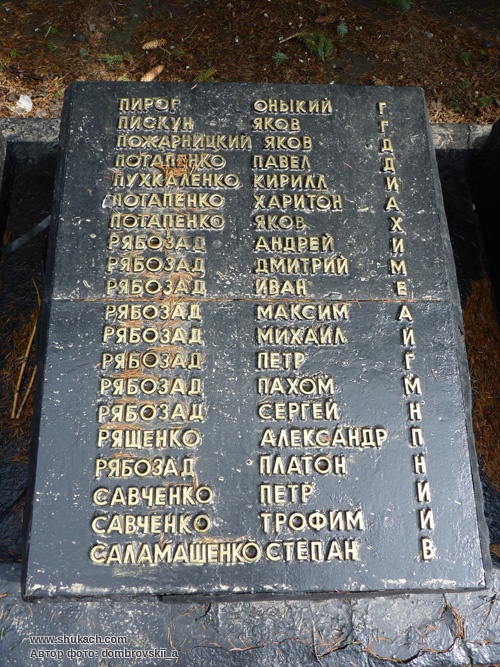 ПИРОГ ОНЫКИЙ Г
ПИСКУН ЯКОВ Г
ПОЖАРНИЦКИЙ ЯКОВ Д
ПОТАПЕНКО ПАВЕЛ Д
ПУХКАЛЕНКО КИРИЛЛ И
ПОТАПЕНКО ХАРИТОН А
ПОТАПЕНКО ЯКОВ Х
РЯБОЗАД АНДРЕЙ И
РЯБОЗАД ДМИТРИЙ М
РЯБОЗАД ИВАН Е
РЯБОЗАД МАКСИМ А
РЯБОЗАД МИХАИЛ И
РЯБОЗАД ПЕТР Г
РЯБОЗАД ПАХОМ М
РЯБОЗАД СЕРГЕЙ Н
РЯЩЕНКО АЛЕКСАНДР П
РЯБОЗАД ПЛАТОН Н
САВЧЕНКО ПЕТР И
САВЧЕНКО ТРОФИМ И
САЛАМАШЕНКО СТЕПАН В
www.shukach.com
Автор фото: dombrovskii_a